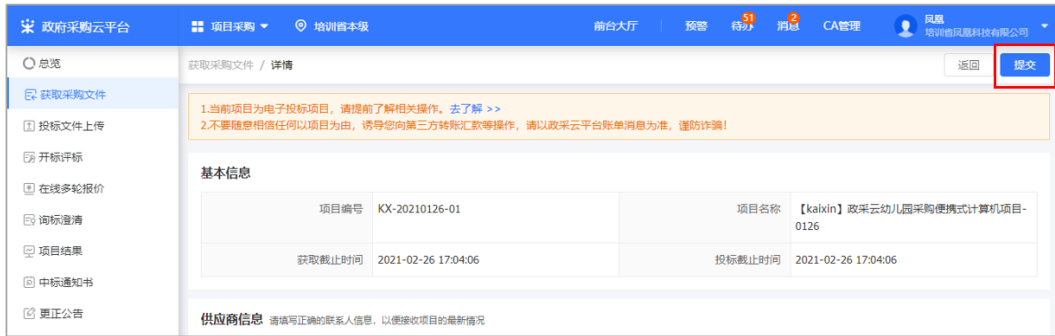 政府采购云平台 项目采购 培训省本级 前台大厅 预警 待办 51 消息 2 CA管理 凤凰
培训省凤凰科技有限公司
总览
获取采购文件
投标文件上传
开标评标
在线多轮报价
询标澄清
项目结果
中标通知书
更正公告
获取采购文件 / 详情 返回 提交
1.当前项目为电子投标项目，请提前了解相关操作。去了解 >>
2.不要随意相信任何以项目为由，诱导您向第三方转账汇款等操作，请以政采云平台账单消息为准，谨防诈骗！
基本信息
项目编号 KX-20210126-01 项目名称 【kaixin】政采云幼儿园采购便携式计算机项目-
0126
获取截止时间 2021-02-26 17:04:06 投标截止时间 2021-02-26 17:04:06
供应商信息 请填写正确的联系人信息，以便接收项目的最新情况